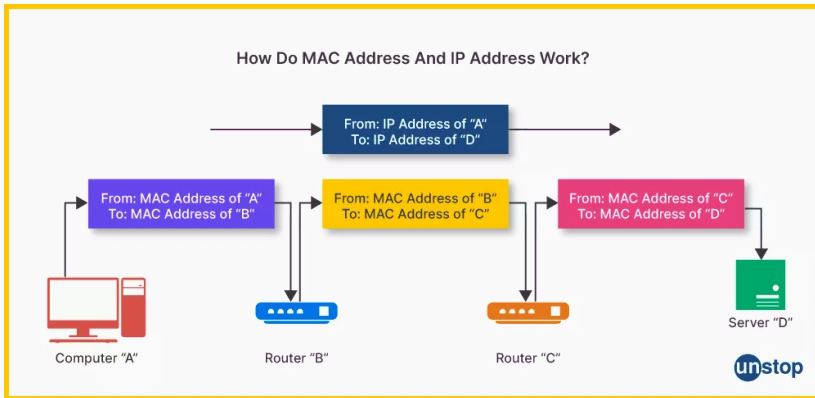 How Do MAC Address And IP Address Work?
From: IP Address of “A”
To: IP Address of “D”
From: MAC Address of “A”
To: MAC Address of “B”
From: MAC Address of “B”
To: MAC Address of “C”
From: MAC Address of “C”
To: MAC Address of “D”
Computer “A”
Router “B”
Router “C”
Server “D”
unstop